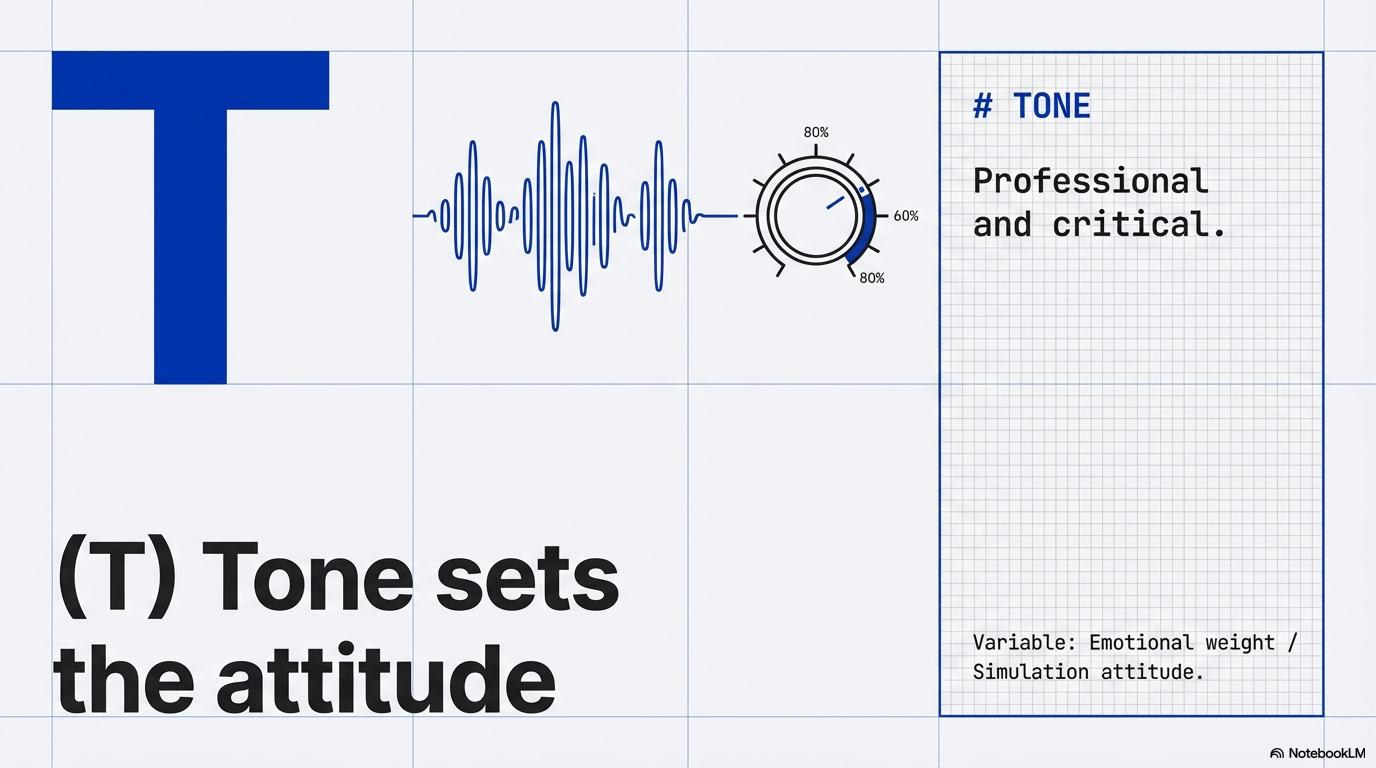 T
80%
60%
80%
(T) Tone sets
the attitude
# TONE
Professional
and critical.
Variable: Emotional weight /
Simulation attitude.
NotebookLM